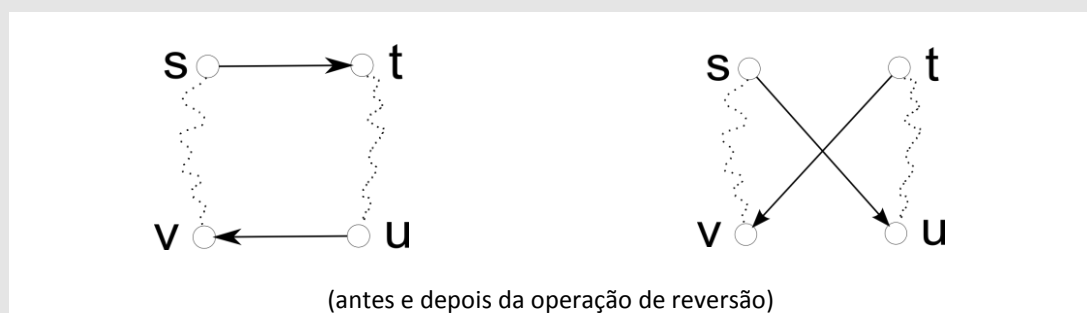 s t s t
v u v u
(antes e depois da operação de reversão)